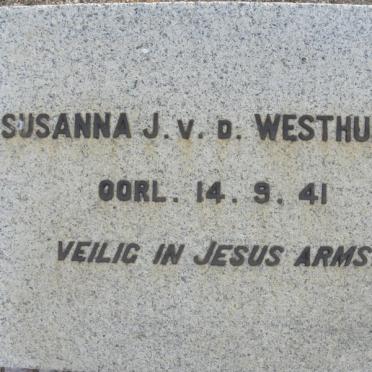 SUSANNA J. V. D. WESTHU
OORL. 14. 9. 41
VEILIG IN JESUS ARMS